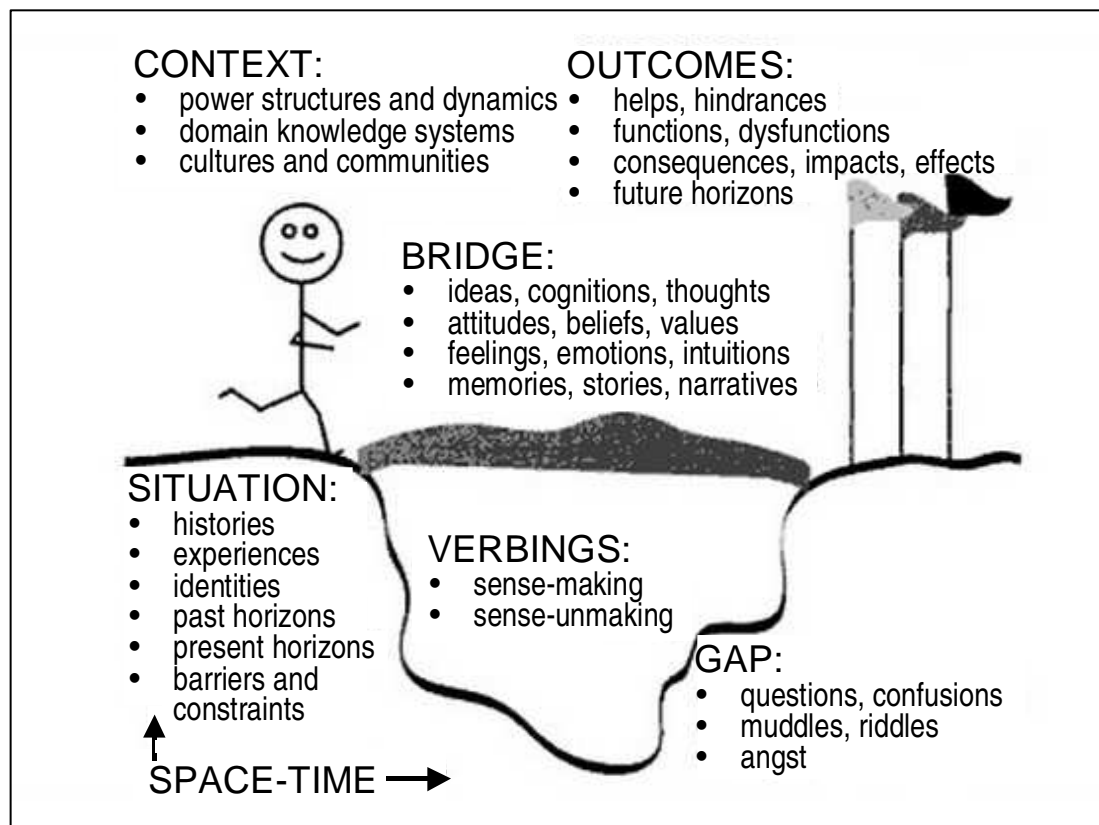 CONTEXT:
• power structures and dynamics
• domain knowledge systems
• cultures and communities
OUTCOMES:
• helps, hindrances
• functions, dysfunctions
• consequences, impacts, effects
• future horizons
BRIDGE:
• ideas, cognitions, thoughts
• attitudes, beliefs, values
• feelings, emotions, intuitions
• memories, stories, narratives
SITUATION:
• histories
• experiences
• identities
• past horizons
• present horizons
• barriers and
constraints
VERBINGS:
• sense-making
• sense-unmaking
GAP:
• questions, confusions
• muddles, riddles
• angst
SPACE-TIME